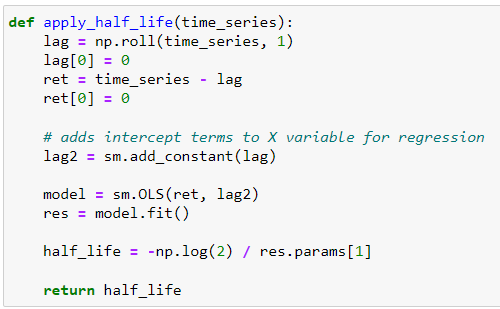 def apply_half_life(time_series):
    lag = np.roll(time_series, 1)
    lag[0] = 0
    ret = time_series - lag
    ret[0] = 0

    # adds intercept terms to X variable for regression
    lag2 = sm.add_constant(lag)

    model = sm.OLS(ret, lag2)
    res = model.fit()

    half_life = -np.log(2) / res.params[1]

    return half_life